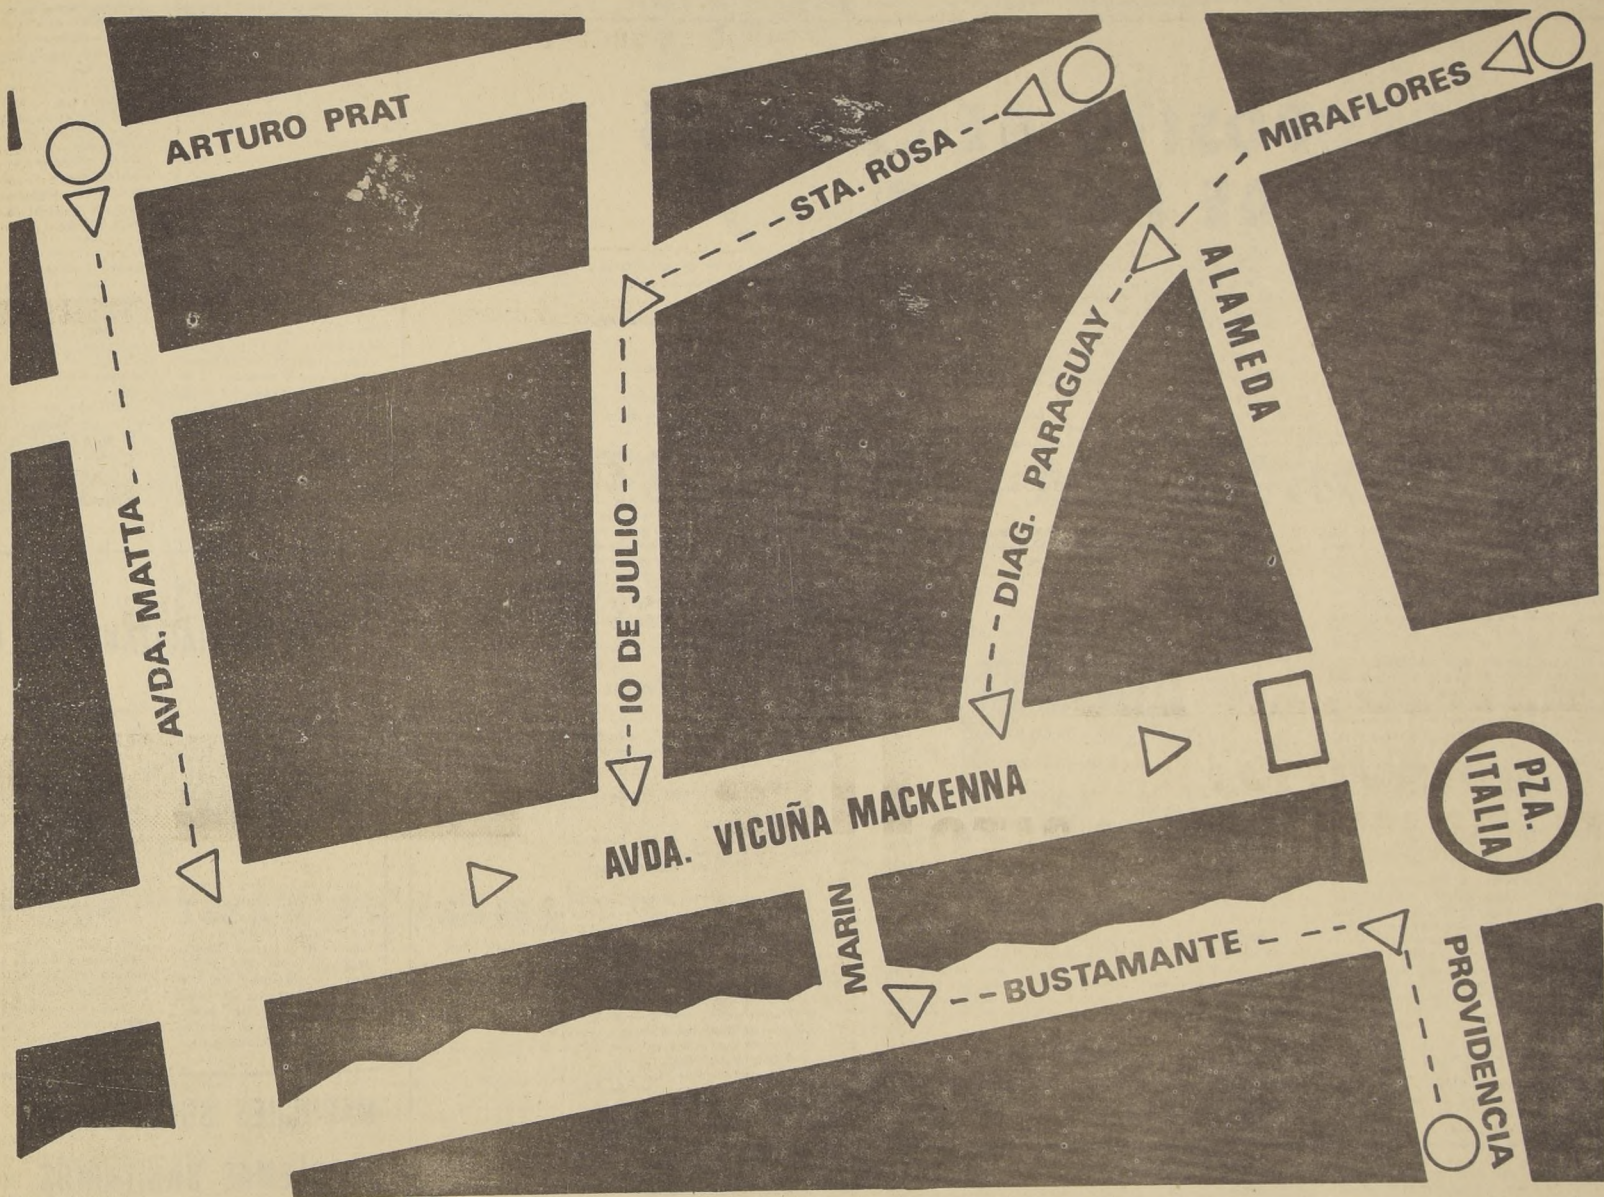 ARTURO PRAT
MIRAFLORES
STA. ROSA
ALAMEDA
DIAG. PARAGUAY
AVDA. MATTA
10 DE JULIO
AVDA. VICUÑA MACKENNA
PZA.
ITALIA
MARIN
BUSTAMANTE
PROVIDENCIA